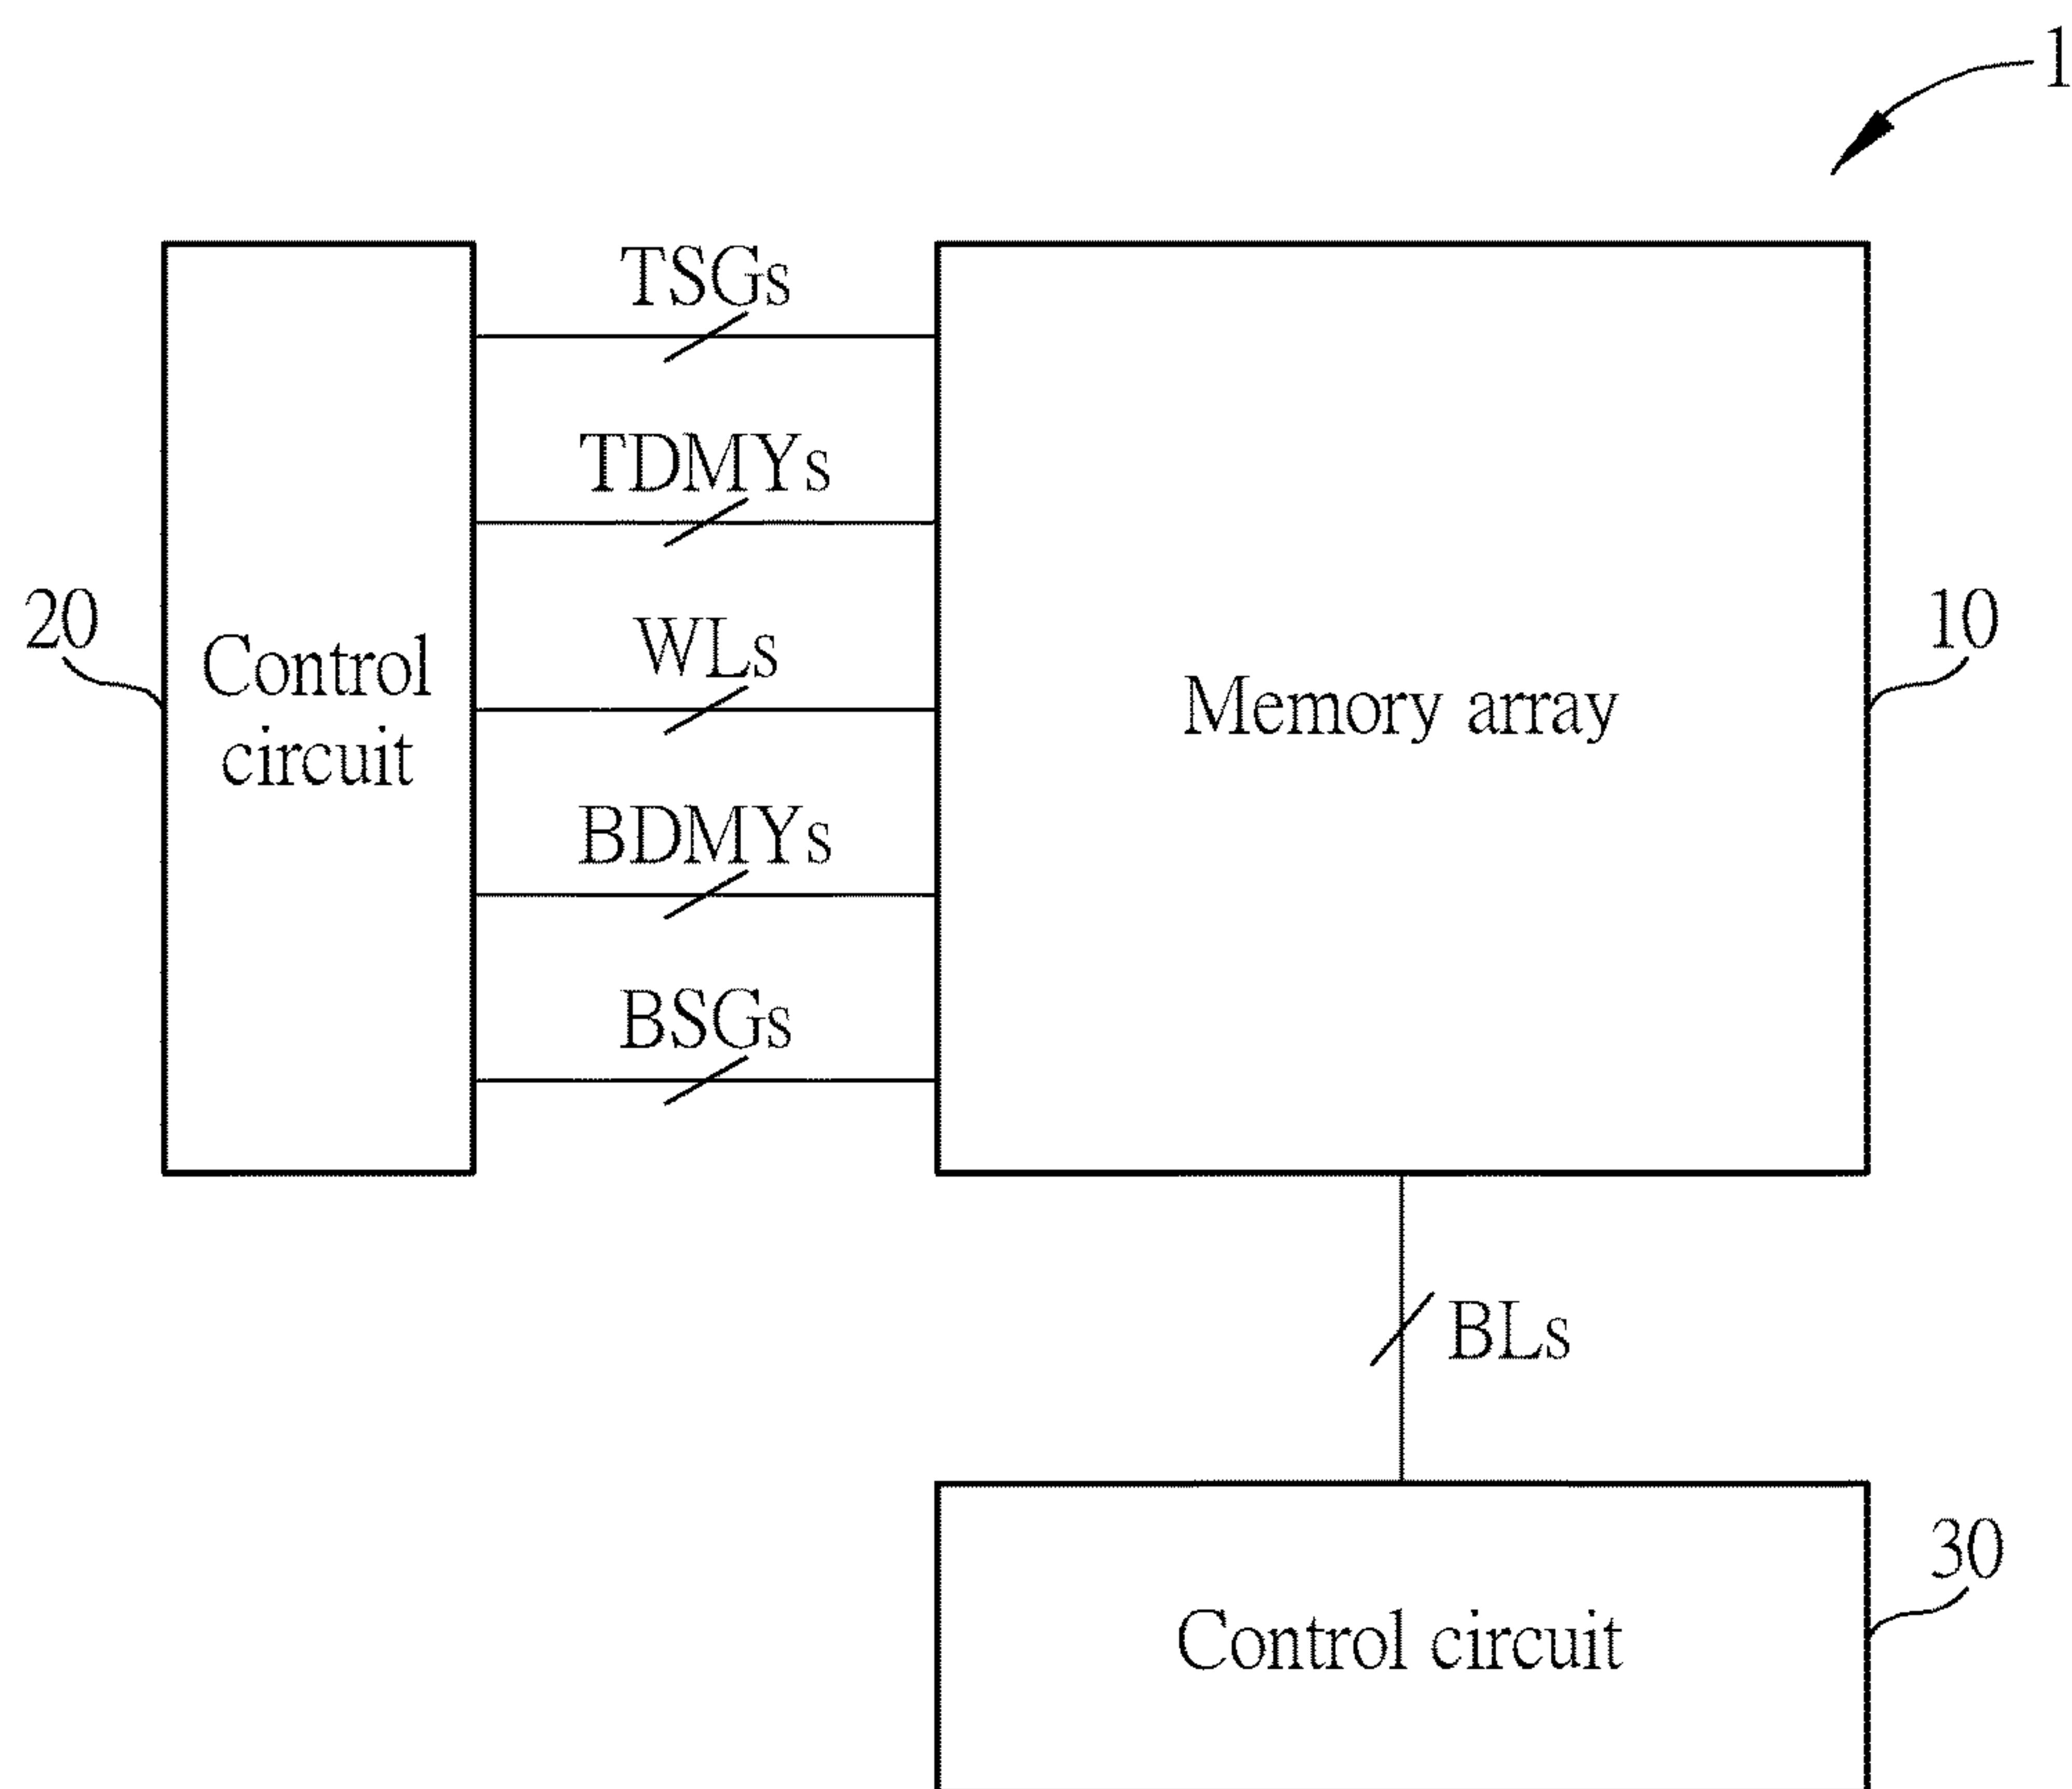 1
TSGs
TDMYs
20
WLs
10
Control
circuit
Memory array
BDMYs
BSGs
BLs
30
Control circuit